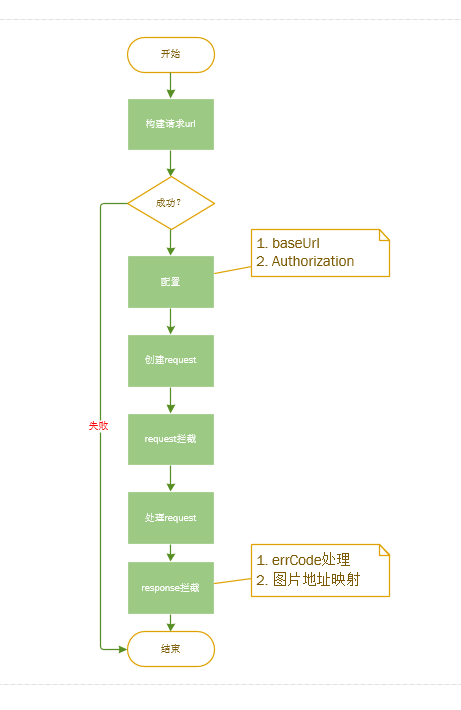 开始
构建请求url
成功?
配置
1. baseUrl
2. Authorization
创建request
失败
request拦截
处理request
response拦截
1. errCode处理
2. 图片地址映射
结束